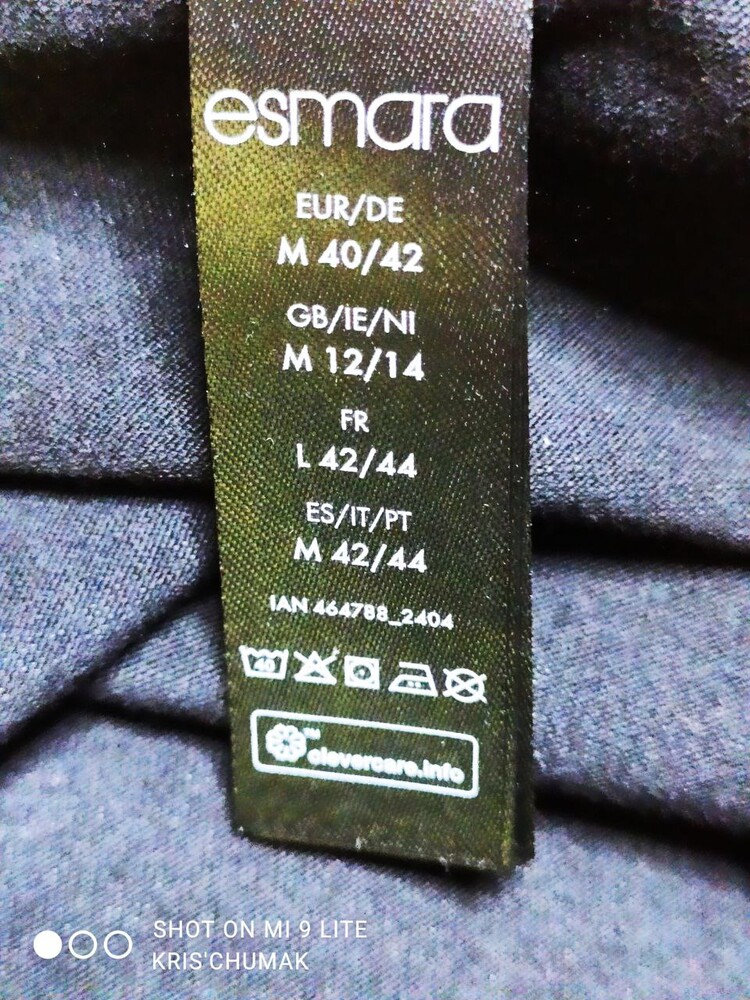 esmara
EUR/DE
M 40/42
GB/IE/NI
M 12/14
FR
L 42/44
ES/IT/PT
M 42/44
IAN 464788_2404
40
clevercare.info
SHOT ON MI 9 LITE
KRIS'CHUMAK